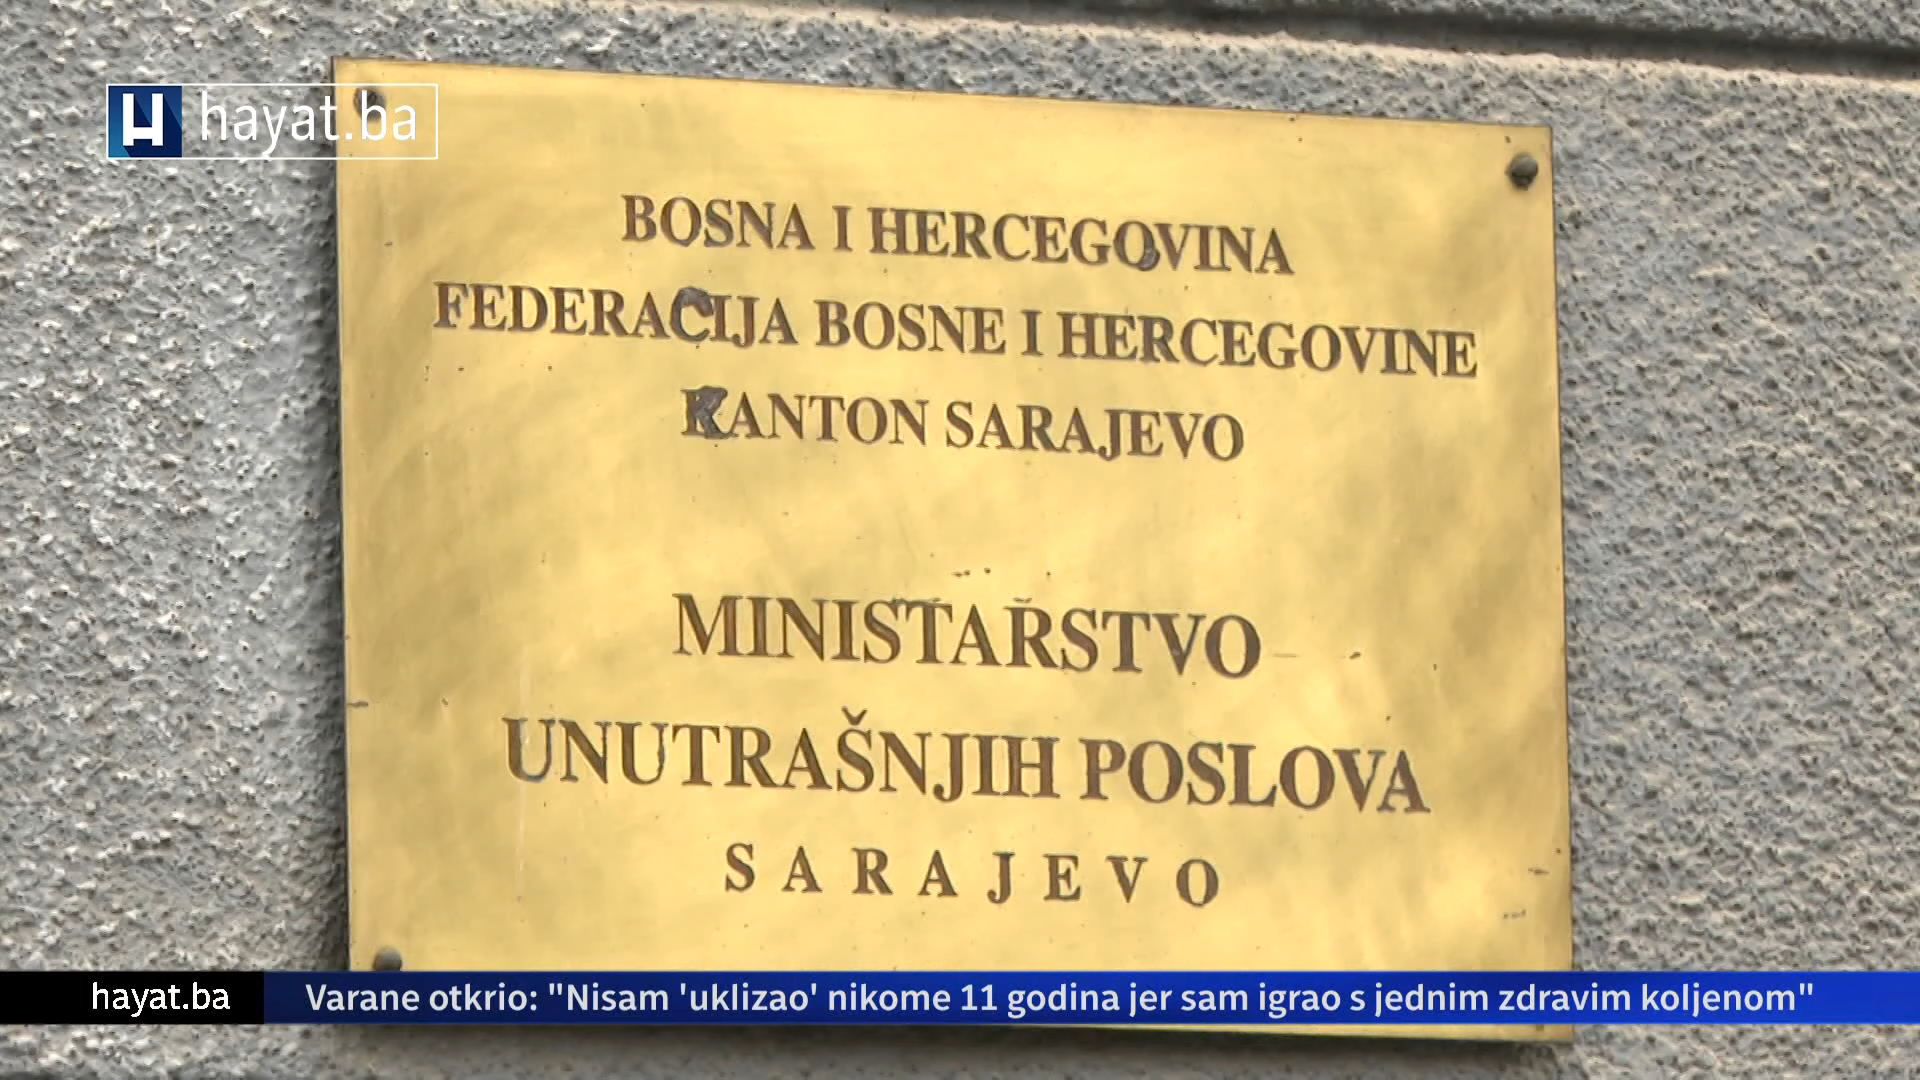 hayat.ba
BOSNA I HERCEGOVINA
FEDERACIJA BOSNE I HERCEGOVINE
KANTON SARAJEVO
MINISTARSTVO
UNUTRAŠNJIH POSLOVA
SARAJEVO
hayat.ba
Varane otkrio: "Nisam 'uklizao' nikome 11 godina jer sam igrao s jednim zdravim koljenom"